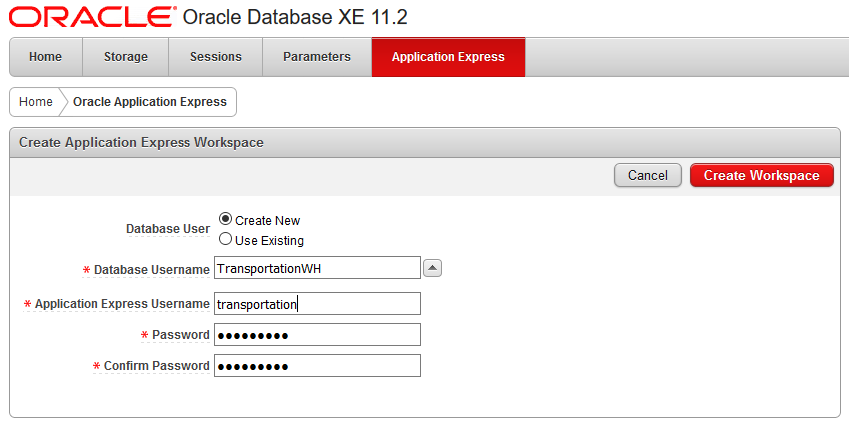 ORACLE® Oracle Database XE 11.2
Home Storage Sessions Parameters Application Express
Home Oracle Application Express
Create Application Express Workspace
Cancel Create Workspace
Database User Create New
Use Existing
* Database Username TransportationWH
* Application Express Username transportation
* Password ●●●●●●●●●
* Confirm Password ●●●●●●●●●